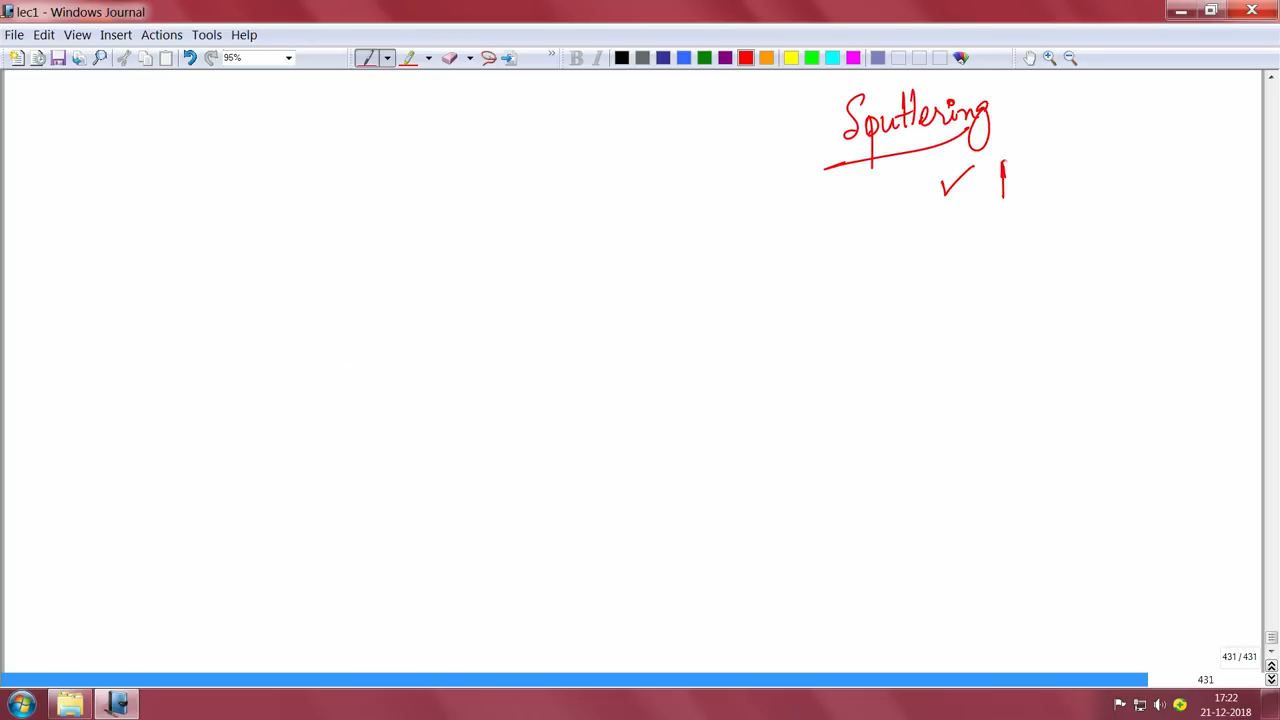 lec1 - Windows Journal
File Edit View Insert Actions Tools Help
95%
B I
Sputtering
✓
431 / 431
431
17:22
21-12-2018